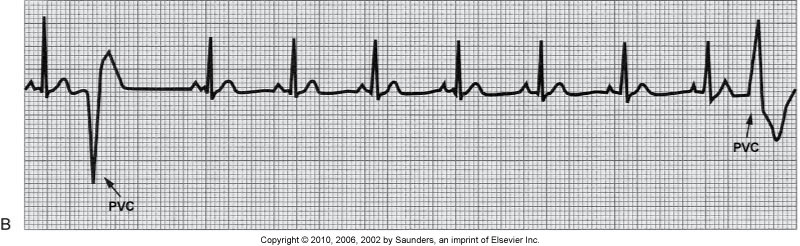 PVC
PVC
B
Copyright © 2010, 2006, 2002 by Saunders, an imprint of Elsevier Inc.